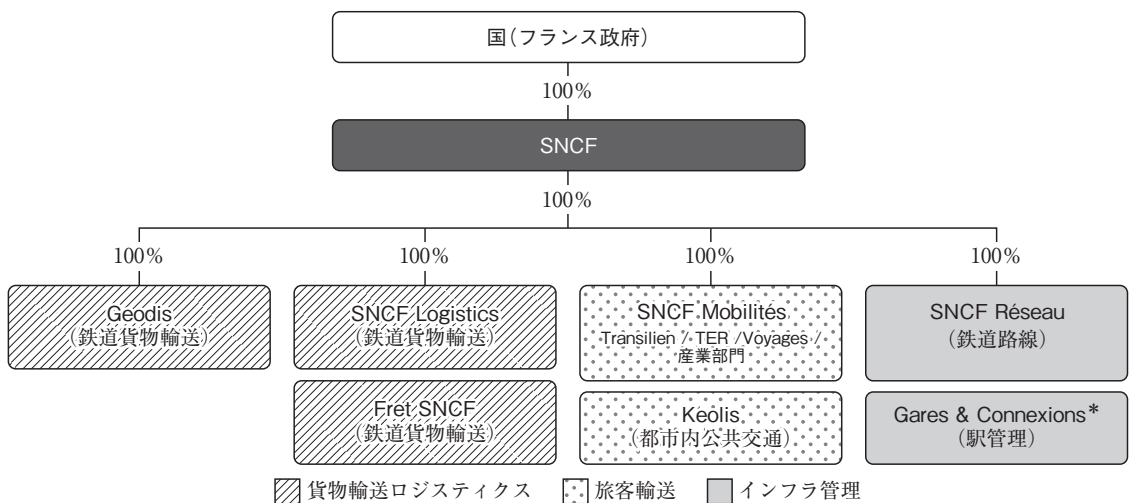 国(フランス政府)
100%
SNCF
100%
100%
100%
100%
100%
Geodis
(鉄道貨物輸送)
SNCF Logistics
(鉄道貨物輸送)
SNCF Mobilités
Transilien / TER /Voyages /
産業部門
SNCF Réseau
(鉄道路線)
Fret SNCF
(鉄道貨物輸送)
Keolis
(都市内公共交通)
Gares & Connexions*
(駅管理)
貨物輸送ロジスティクス
旅客輸送
インフラ管理